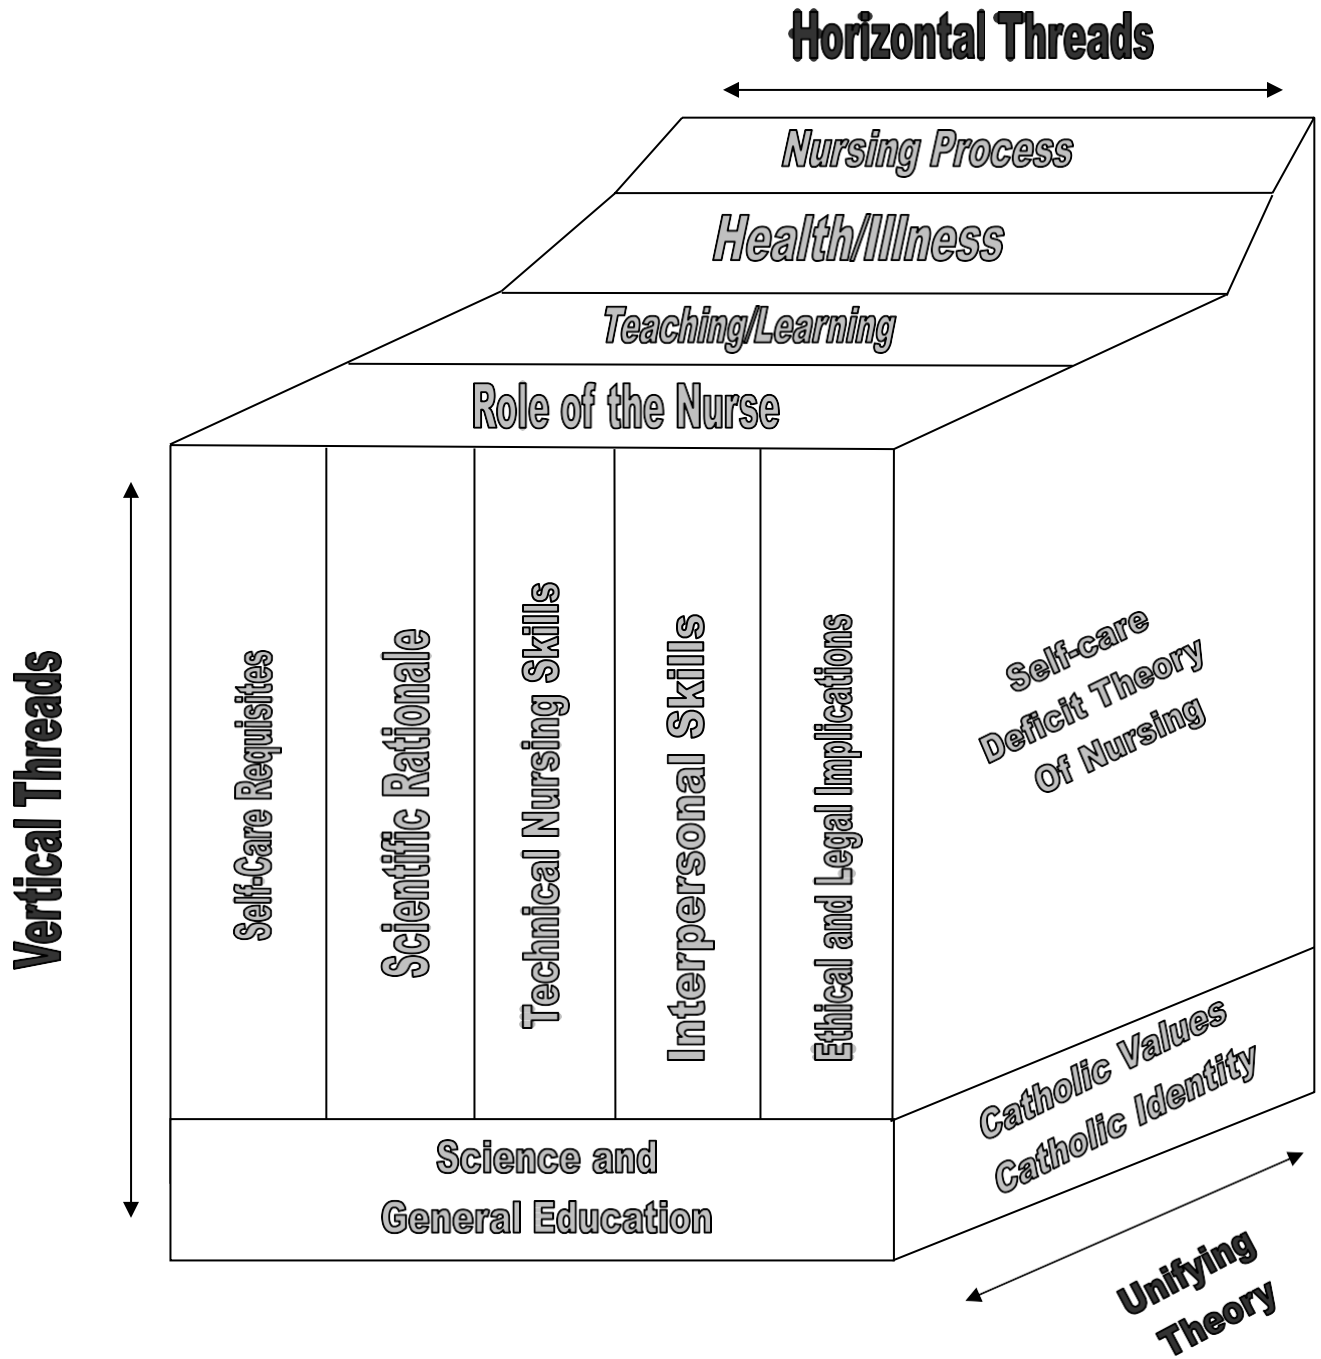 Horizontal Threads
Nursing Process
Health/Illness
Teaching/Learning
Role of the Nurse
Vertical Threads
Self-Care Requisites
Scientific Rationale
Technical Nursing Skills
Interpersonal Skills
Ethical and Legal Implications
Self-care
Deficit Theory
Of Nursing
Science and
General Education
Catholic Values
Catholic Identity
Unifying
Theory